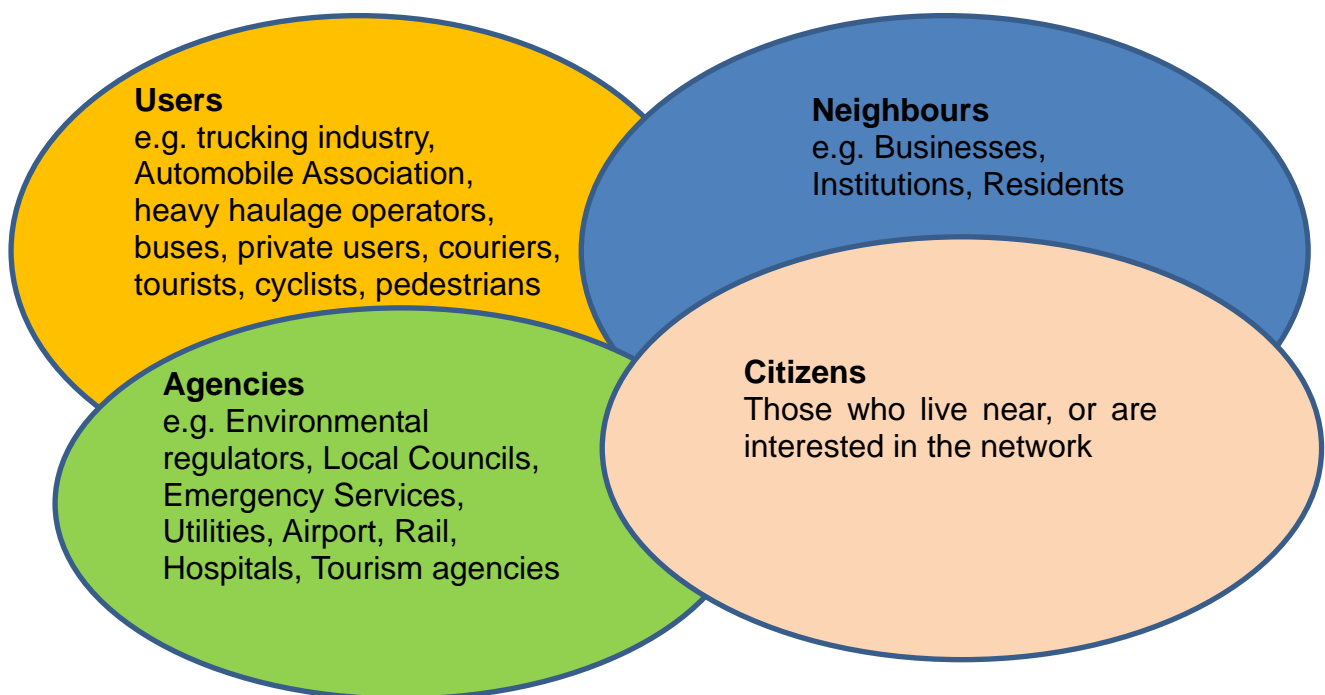 Users
e.g. trucking industry,
Automobile Association,
heavy haulage operators,
buses, private users, couriers,
tourists, cyclists, pedestrians
Neighbours
e.g. Businesses,
Institutions, Residents
Agencies
e.g. Environmental
regulators, Local Councils,
Emergency Services,
Utilities, Airport, Rail,
Hospitals, Tourism agencies
Citizens
Those who live near, or are
interested in the network